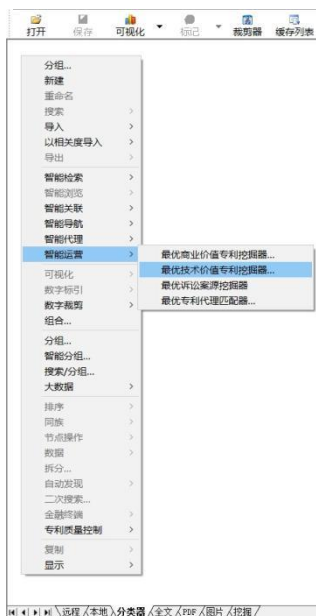 打开 保存 可视化 标记 裁剪器 缓存列表
分组...
新建
重命名
搜索
导入
以相关度导入
导出
智能检索
智能浏览
智能关联
智能导航
智能代理
智能运营
最优商业价值专利挖掘器...
最优技术价值专利挖掘器...
最优诉讼案源挖掘器
最优专利代理匹配器...
可视化
数字标引
数字裁剪
组合...
分组...
智能分组...
搜索/分组...
大数据
排序
同族
节点操作
数据
拆分...
自动发现
二次搜索...
金融终端
专利质量控制
复制
显示
远程 本地 分类器 全文 PDF 图片 挖掘